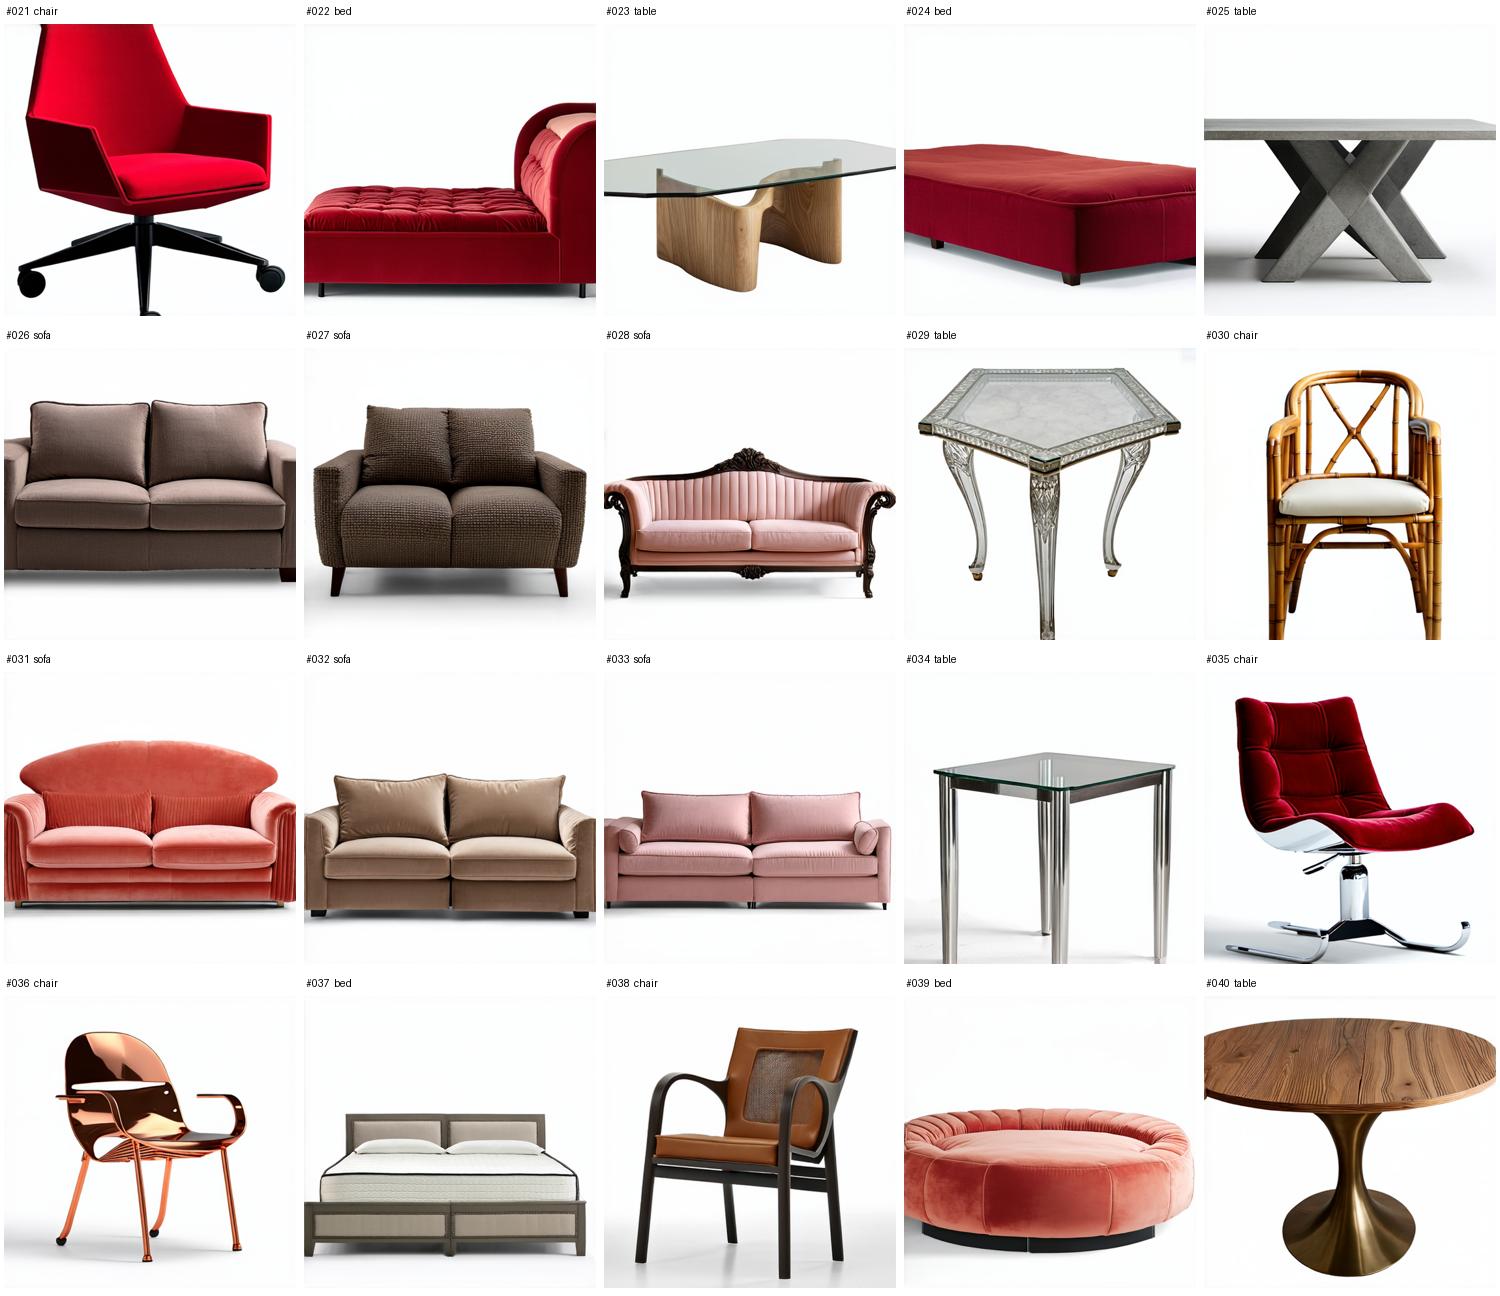 #021 chair
#022 bed
#023 table
#024 bed
#025 table
#026 sofa
#027 sofa
#028 sofa
#029 table
#030 chair
#031 sofa
#032 sofa
#033 sofa
#034 table
#035 chair
#036 chair
#037 bed
#038 chair
#039 bed
#040 table